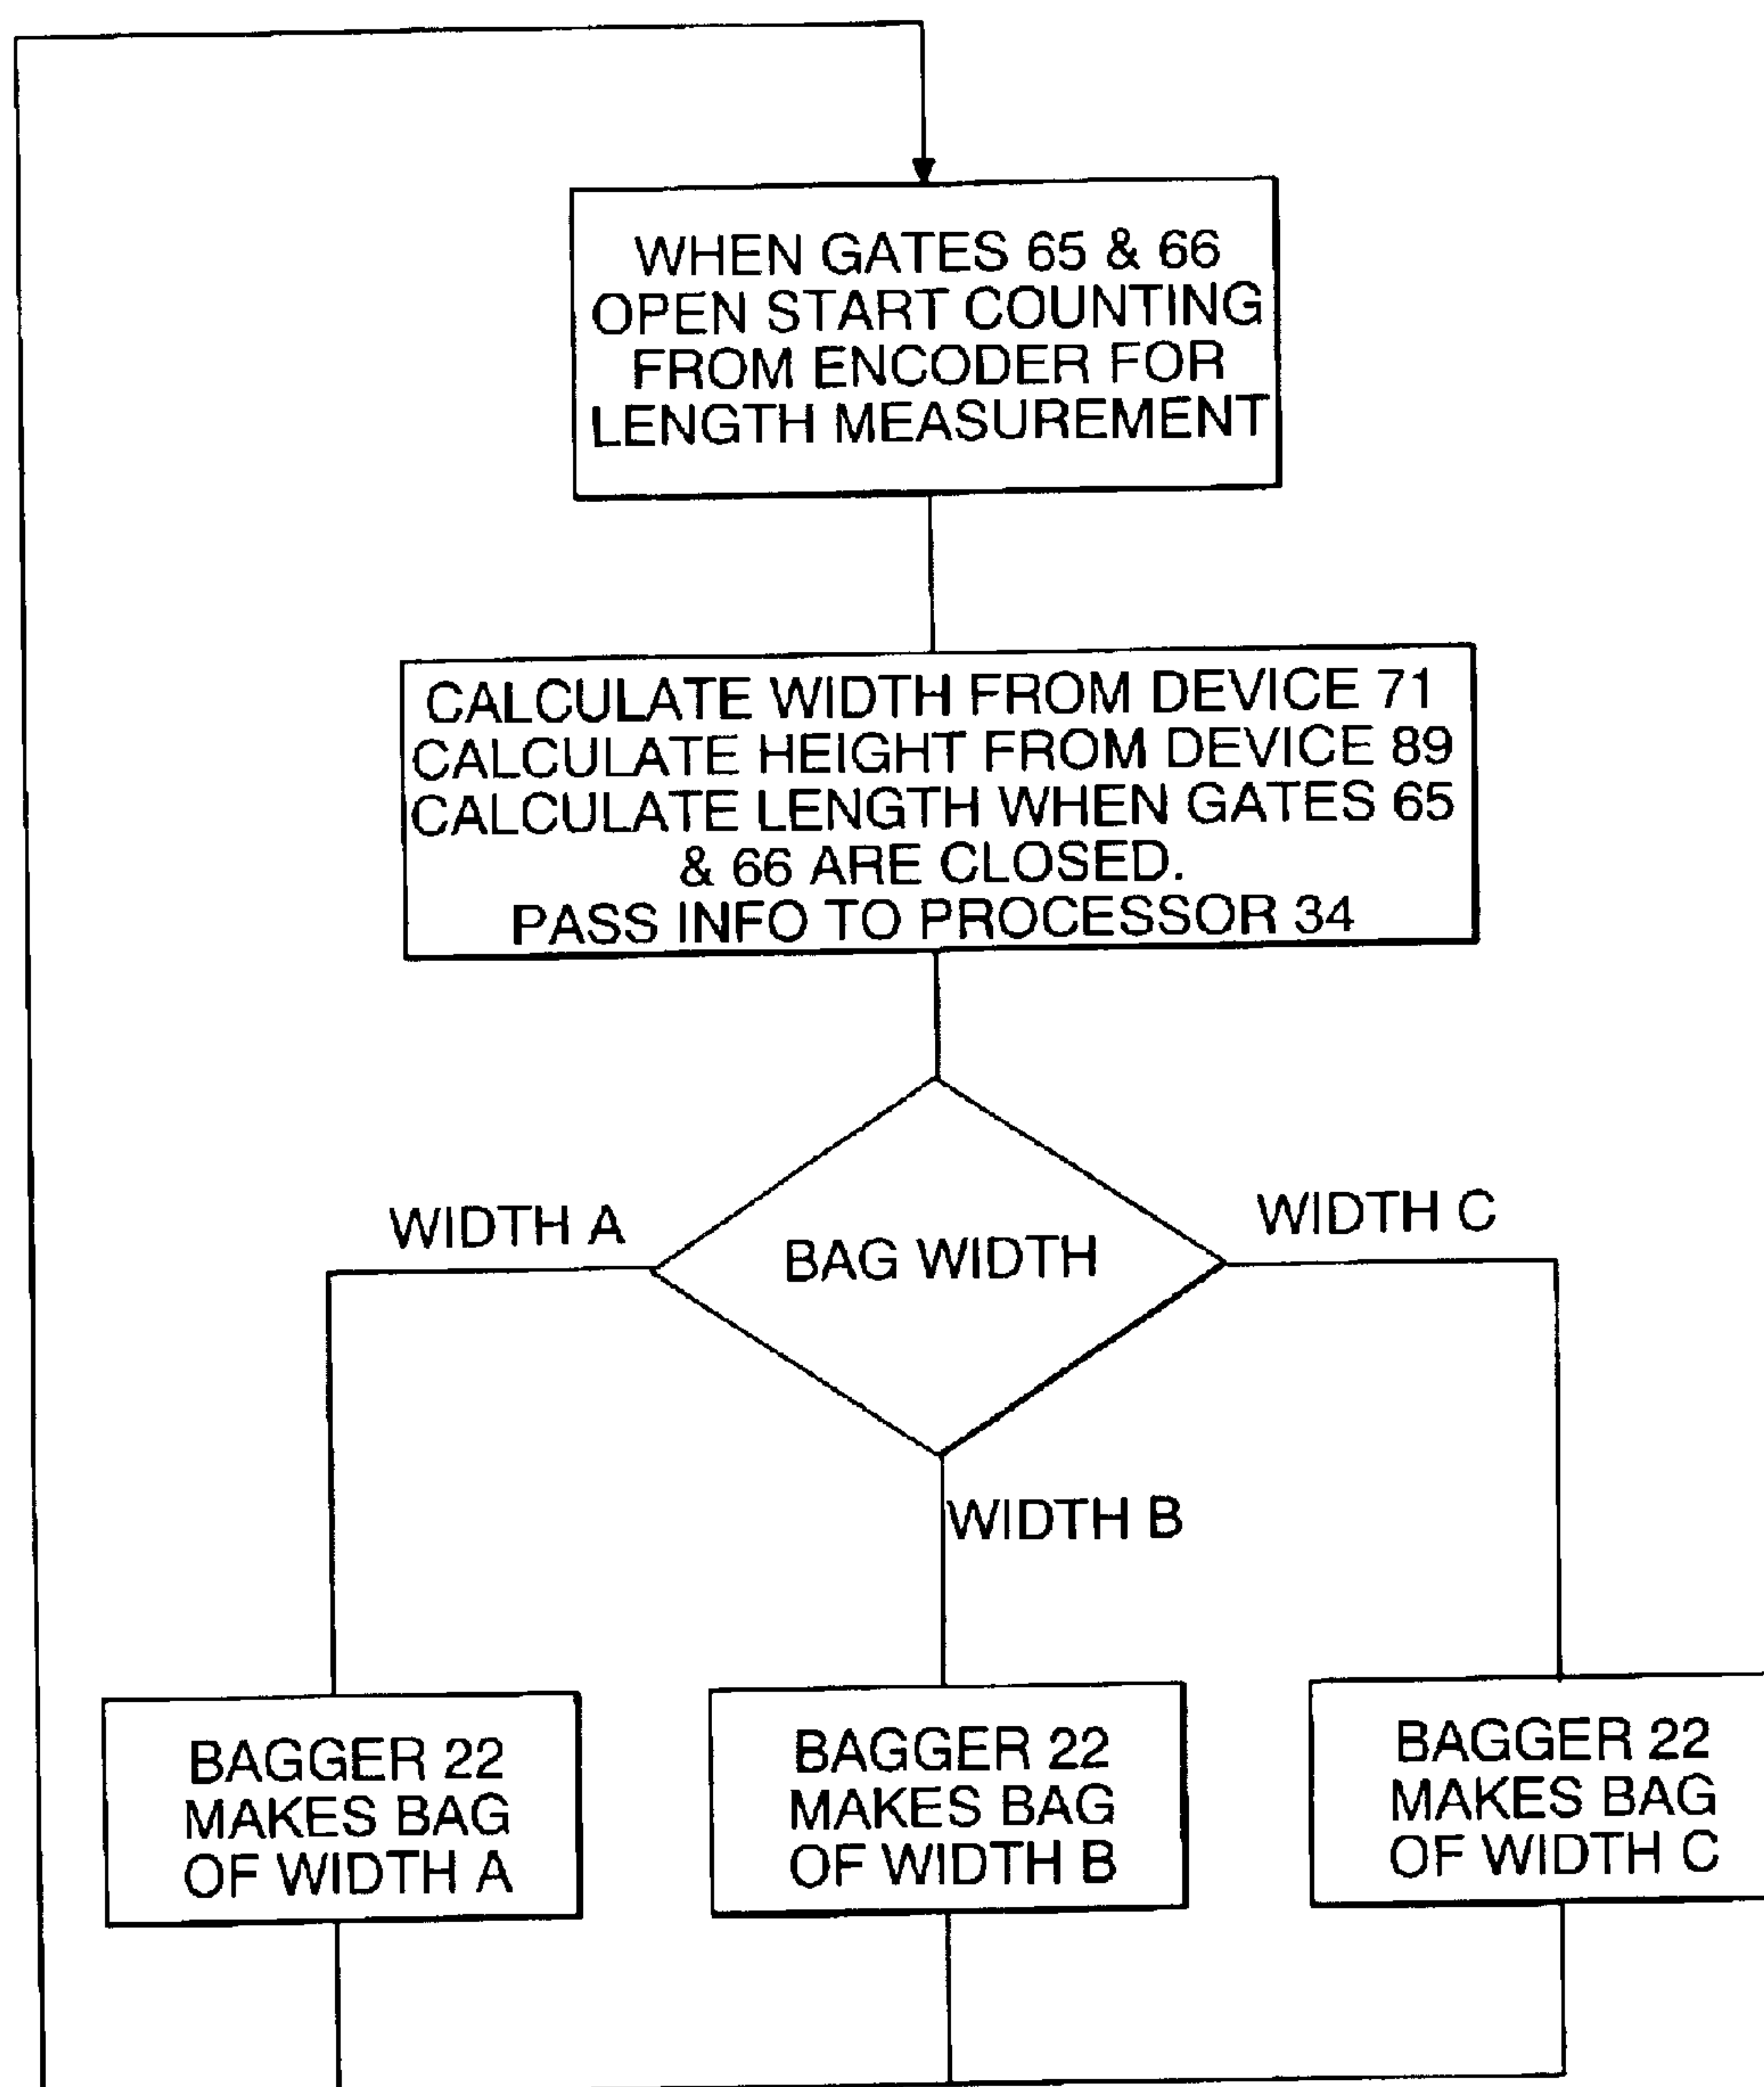 WHEN GATES 65 & 66
OPEN START COUNTING
FROM ENCODER FOR
LENGTH MEASUREMENT
CALCULATE WIDTH FROM DEVICE 71
CALCULATE HEIGHT FROM DEVICE 89
CALCULATE LENGTH WHEN GATES 65
& 66 ARE CLOSED.
PASS INFO TO PROCESSOR 34
WIDTH A
BAG WIDTH
WIDTH C
WIDTH B
BAGGER 22
MAKES BAG
OF WIDTH A
BAGGER 22
MAKES BAG
OF WIDTH B
BAGGER 22
MAKES BAG
OF WIDTH C